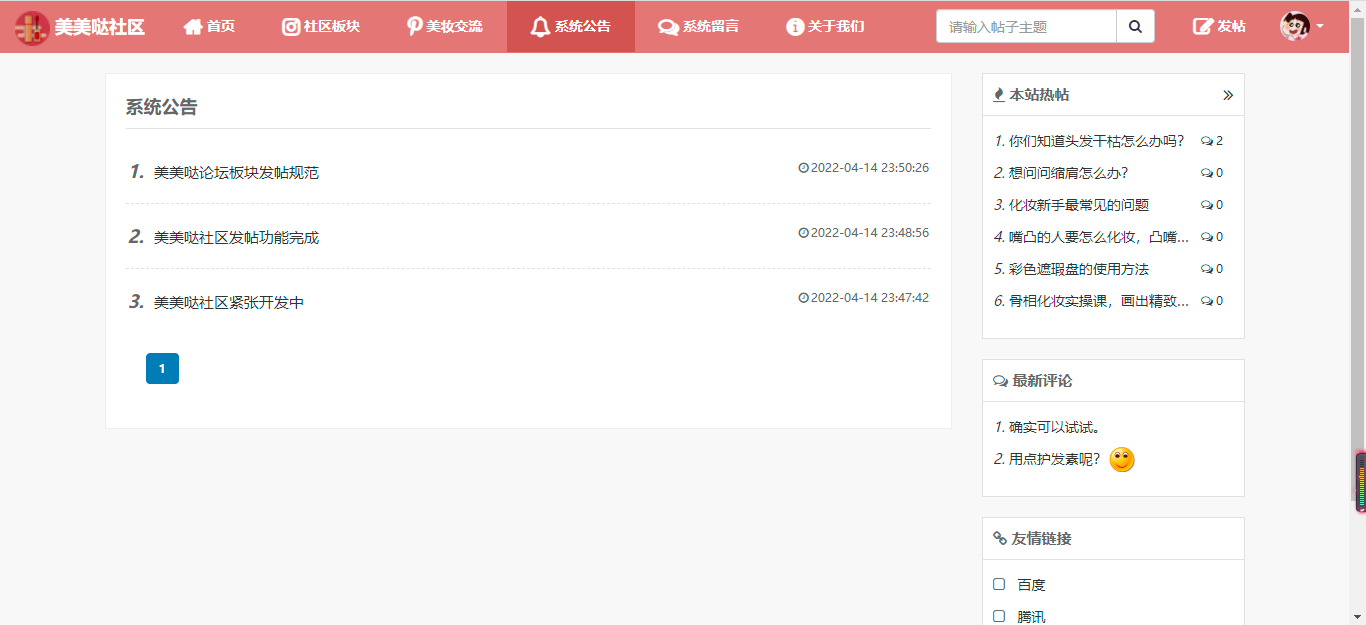 美美哒社区 首页 社区板块 美妆交流 系统公告 系统留言 关于我们 请输入帖子主题 发帖
系统公告
1. 美美哒论坛板块发帖规范 2022-04-14 23:50:26
2. 美美哒社区发帖功能完成 2022-04-14 23:48:56
3. 美美哒社区紧张开发中 2022-04-14 23:47:42
1
本站热帖
1. 你们知道头发干枯怎么办吗? 2
2. 想问问缩肩怎么办? 0
3. 化妆新手最常见的问题 0
4. 嘴凸的人要怎么化妆，凸嘴... 0
5. 彩色遮瑕盘的使用方法 0
6. 骨相化妆实操课，画出精致... 0
最新评论
1. 确实可以试试。
2. 用点护发素呢?
友情链接
百度
腾讯